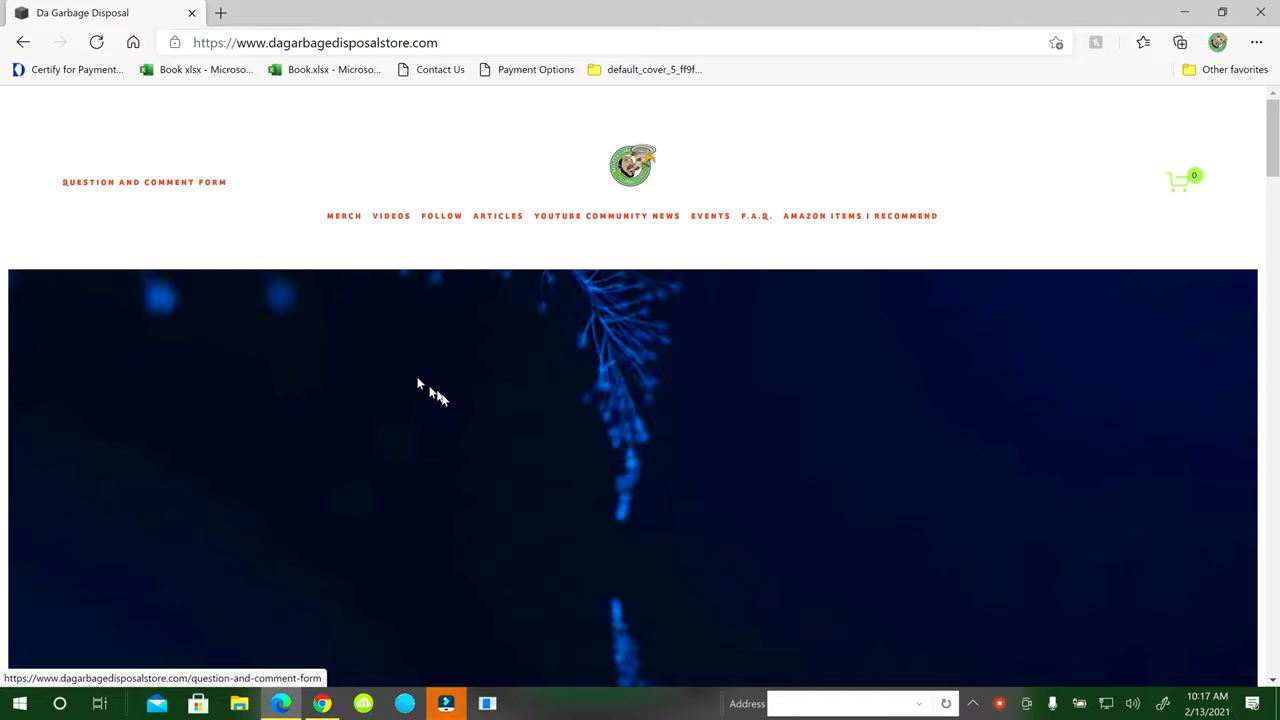 Da Garbage Disposal
https://www.dagarbagedisposalstore.com
Certify for Payment...
Book xlsx - Microso...
Book.xlsx - Microso...
Contact Us
Payment Options
default_cover_5_ff9f...
Other favorites
QUESTION AND COMMENT FORM
0
MERCH VIDEOS FOLLOW ARTICLES YOUTUBE COMMUNITY NEWS EVENTS F.A.Q. AMAZON ITEMS I RECOMMEND
https://www.dagarbagedisposalstore.com/question-and-comment-form
Address
10:17 AM
2/13/2021